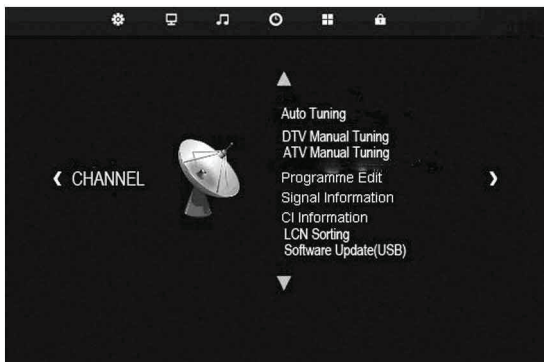 CHANNEL
Auto Tuning
DTV Manual Tuning
ATV Manual Tuning
Programme Edit
Signal Information
CI Information
LCN Sorting
Software Update(USB)